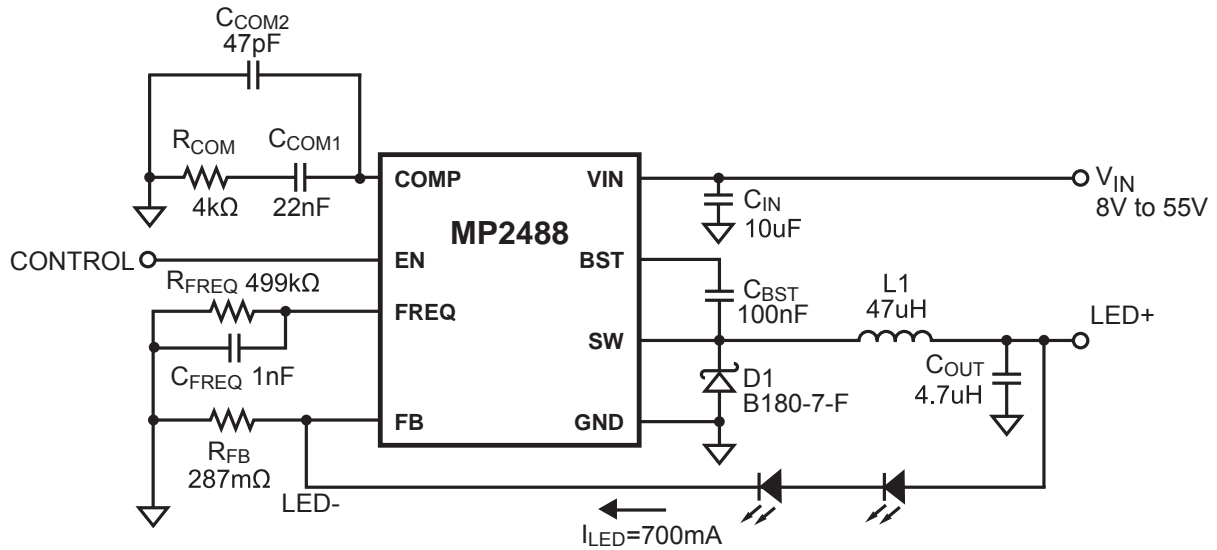 CCOM2
47pF
RCOM
CCOM1
4kΩ
22nF
COMP
VIN
CIN
10uF
VIN
8V to 55V
MP2488
CONTROL
EN
BST
CBST
100nF
L1
47uH
LED+
RFREQ 499kΩ
FREQ
SW
CFREQ 1nF
D1
B180-7-F
COUT
4.7uH
FB
GND
RFB
287mΩ
LED-
ILED=700mA